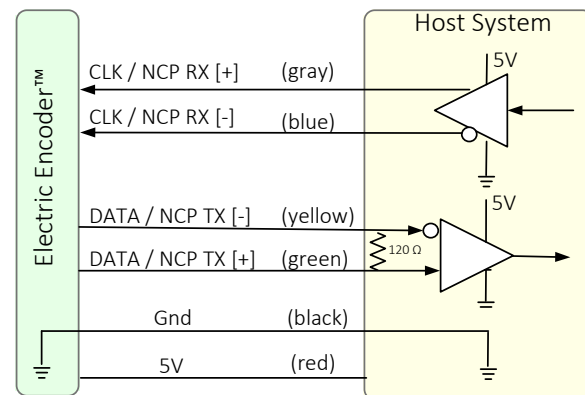 Host System
Electric Encoder™
5V
CLK / NCP RX [+] (gray)
CLK / NCP RX [-] (blue)
5V
DATA / NCP TX [-] (yellow)
120 Ω
DATA / NCP TX [+] (green)
Gnd (black)
5V (red)